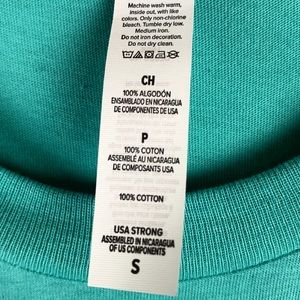 Machine wash warm,
inside out, with like
colors. Only non-chlorine
bleach. Tumble dry low.
Medium iron.
Do not iron decoration.
Do not dry clean.
CH
100% ALGODÓN
ENSAMBLADO EN NICARAGUA
DE COMPONENTES DE USA
P
100% COTON
ASSEMBLÉ AU NICARAGUA
DE COMPOSANTS USA
100% COTTON
USA STRONG
ASSEMBLED IN NICARAGUA
OF US COMPONENTS
S